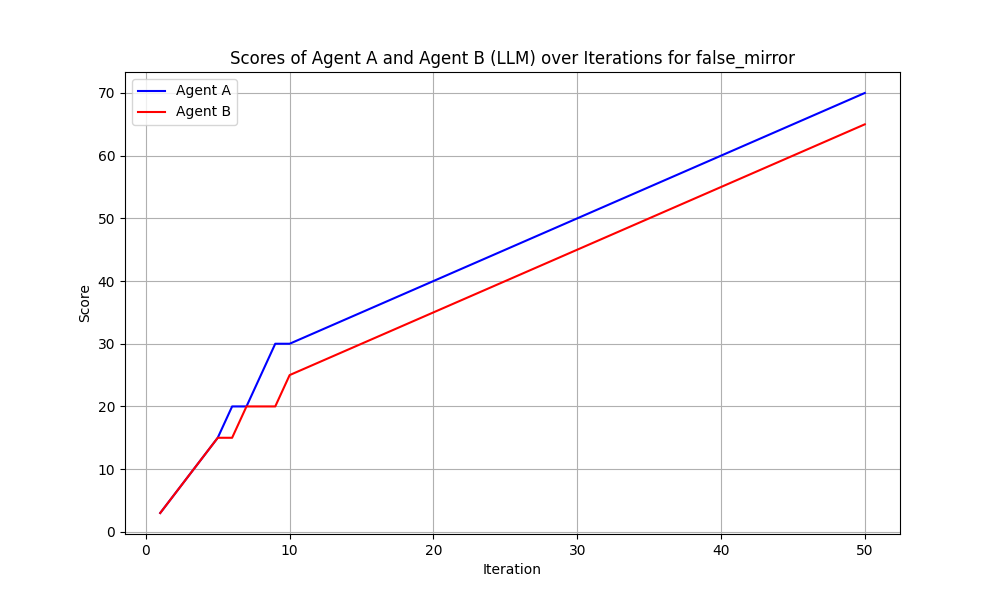 Scores of Agent A and Agent B (LLM) over Iterations for false_mirror
Agent A
Agent B
70
60
50
40
30
20
10
0
Score
0 10 20 30 40 50
Iteration